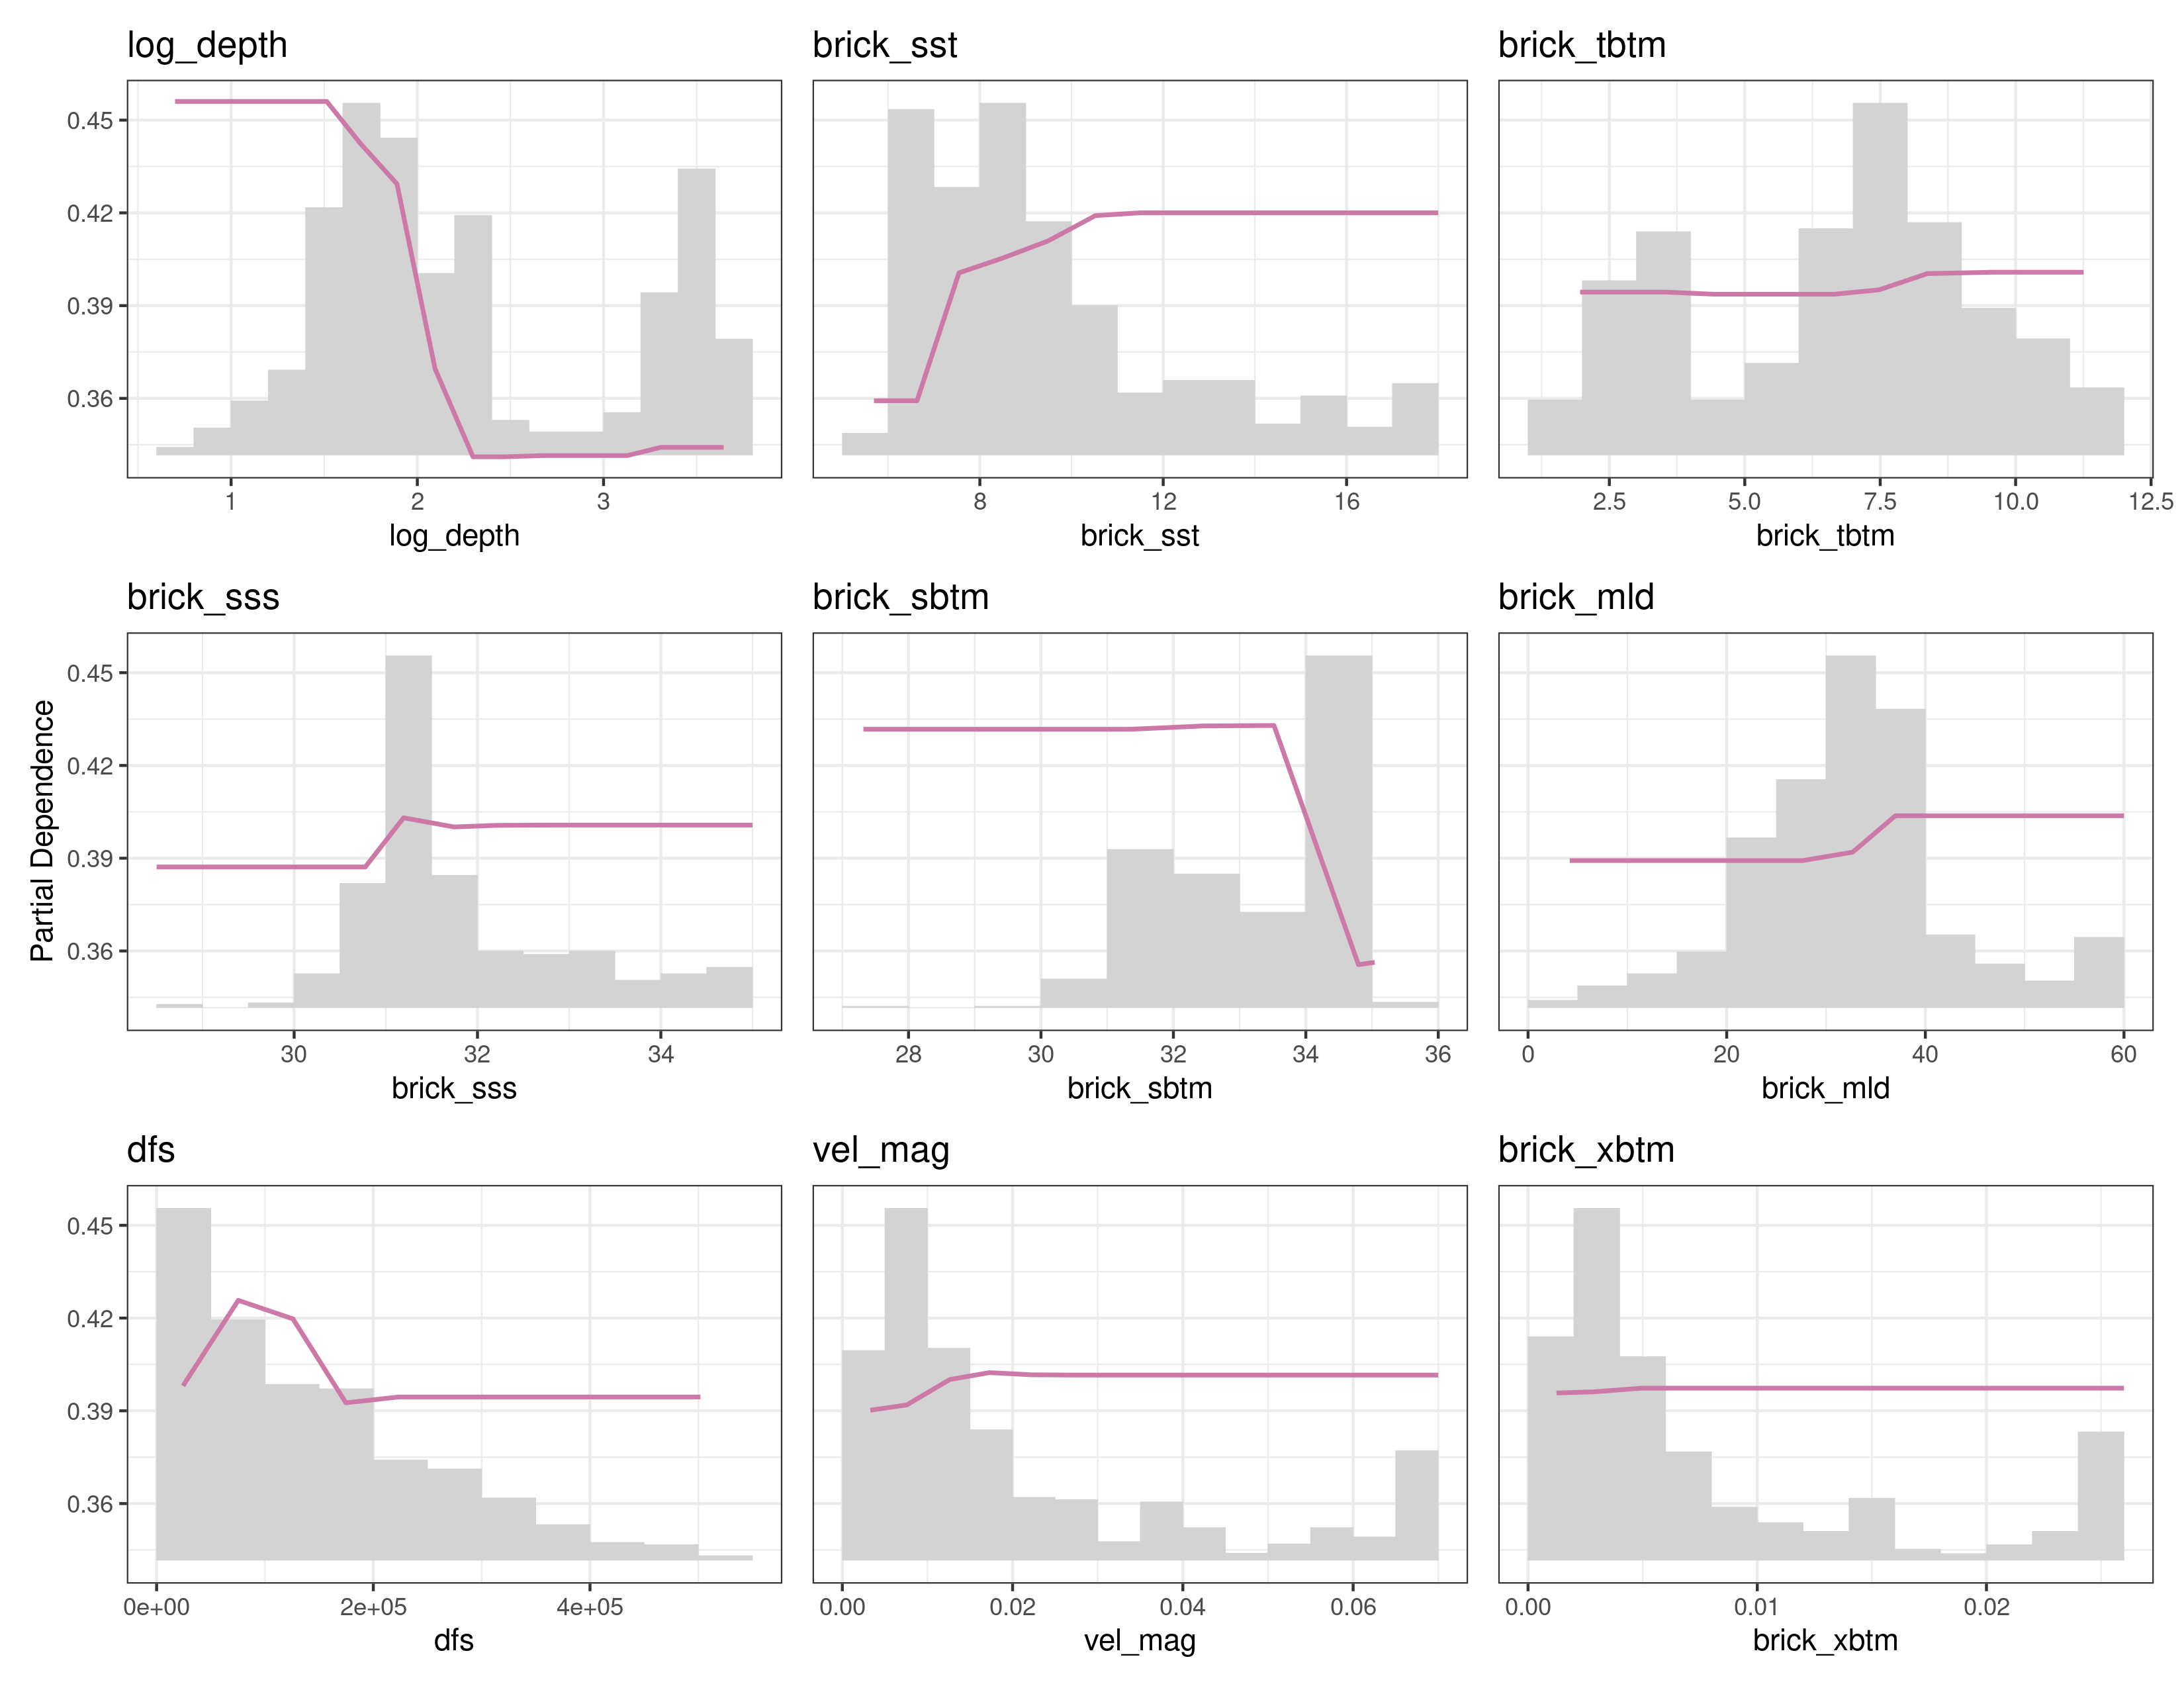 log_depth
brick_sst
brick_tbtm
0.45
0.42
0.39
0.36
1 2 3
8 12 16
2.5 5.0 7.5 10.0 12.5
log_depth
brick_sst
brick_tbtm
brick_sss
brick_sbtm
brick_mld
Partial Dependence
0.45
0.42
0.39
0.36
30 32 34
28 30 32 34 36
0 20 40 60
brick_sss
brick_sbtm
brick_mld
dfs
vel_mag
brick_xbtm
0.45
0.42
0.39
0.36
0e+00 2e+05 4e+05
0.00 0.02 0.04 0.06
0.00 0.01 0.02
dfs
vel_mag
brick_xbtm